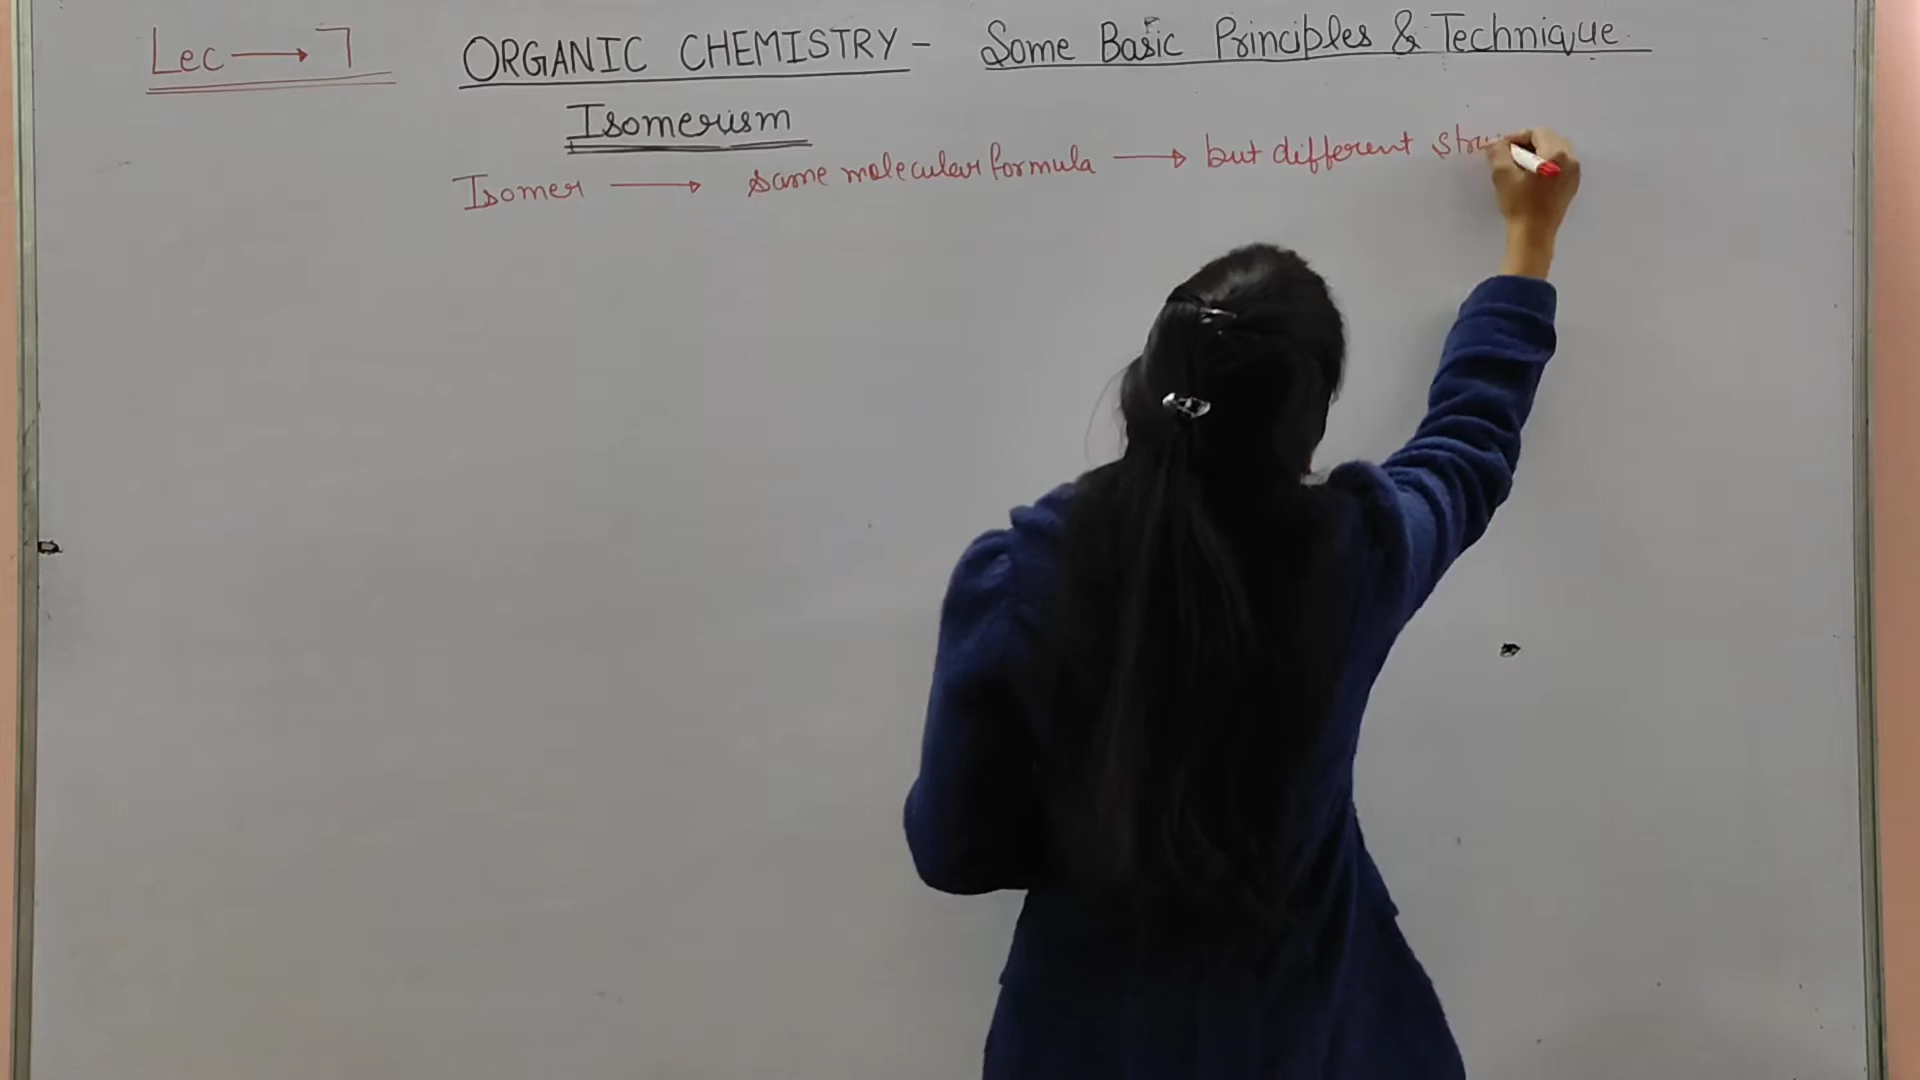 Lec → 7 ORGANIC CHEMISTRY - Some Basic Principles & Technique.
Isomerism
Isomer → same molecular formula → but different stru